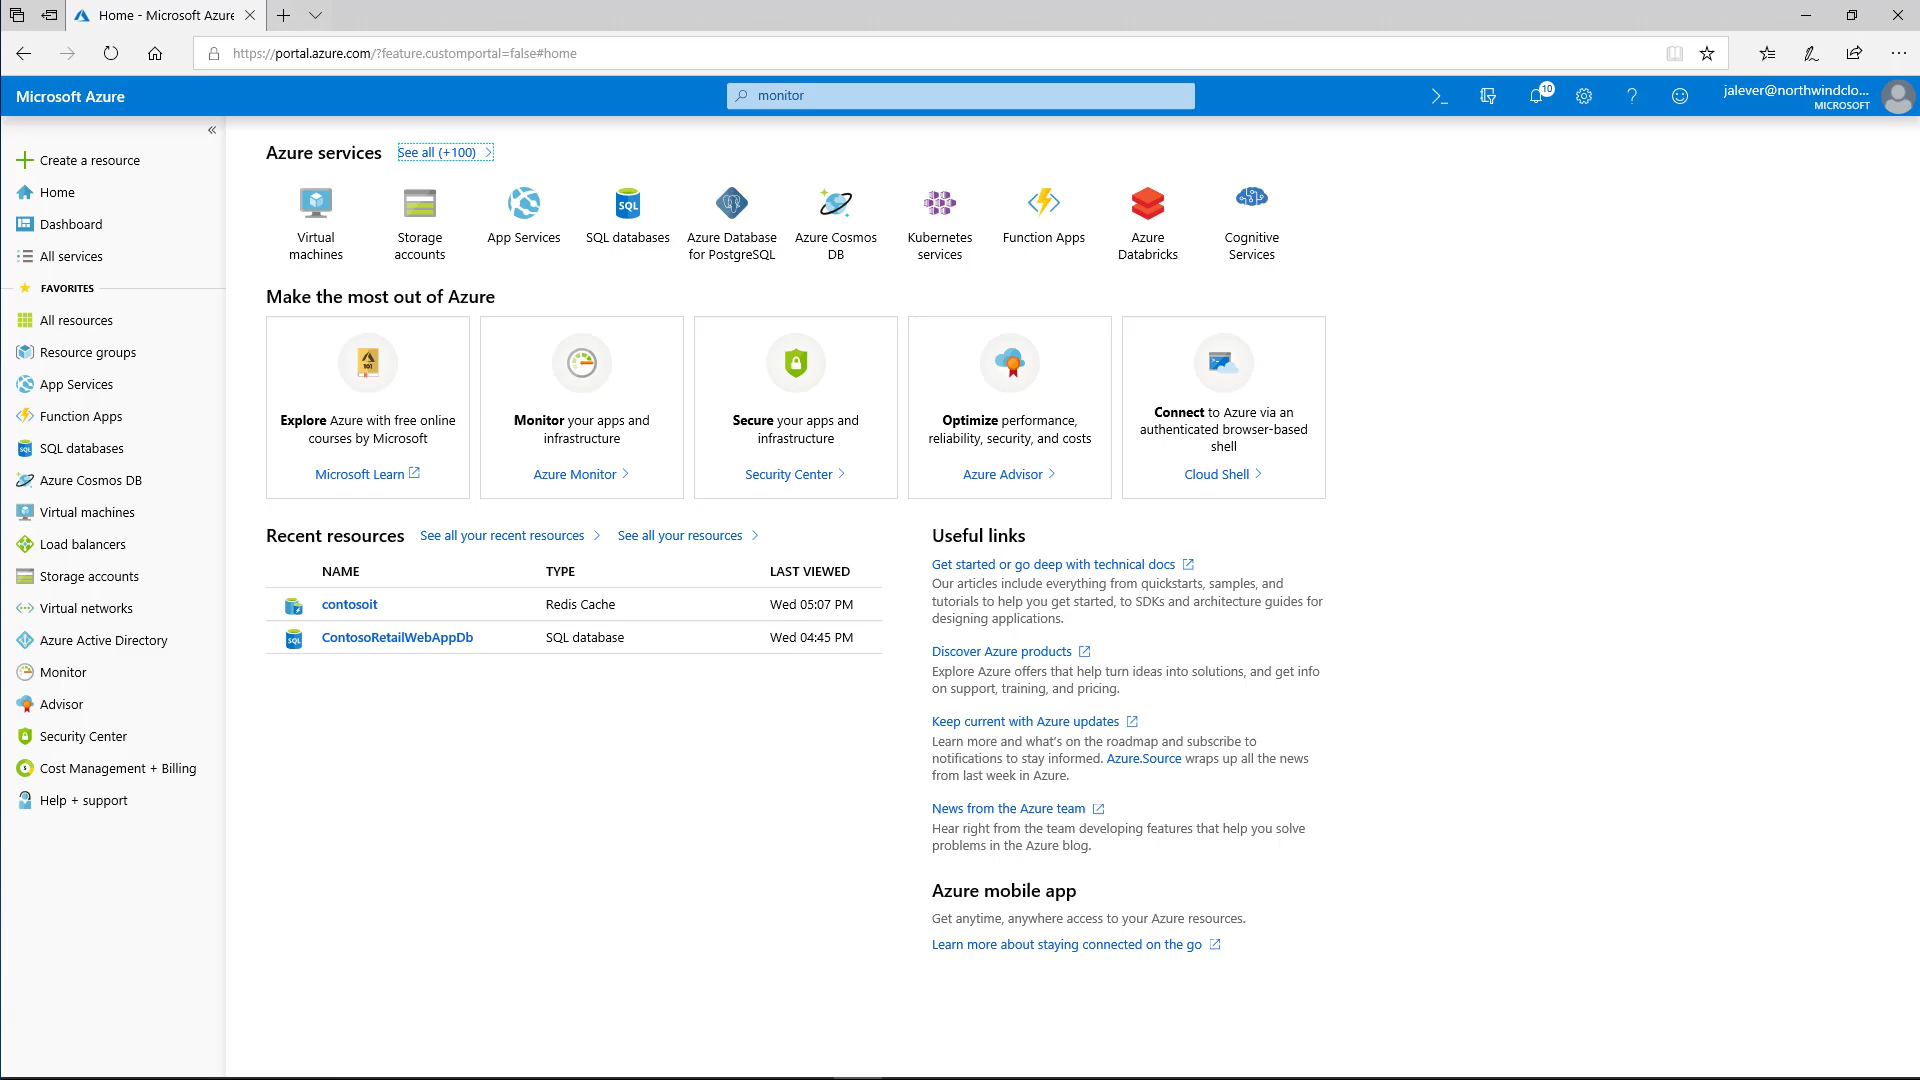 Home - Microsoft Azure
https://portal.azure.com/?feature.customportal=false#home
Microsoft Azure
monitor
10
jalever@northwindclo...
MICROSOFT
«
Create a resource
Home
Dashboard
All services
FAVORITES
All resources
Resource groups
App Services
Function Apps
SQL databases
Azure Cosmos DB
Virtual machines
Load balancers
Storage accounts
Virtual networks
Azure Active Directory
Monitor
Advisor
Security Center
Cost Management + Billing
Help + support
Azure services
See all (+100)
Virtual
machines
Storage
accounts
App Services
SQL
SQL databases
Azure Database
for PostgreSQL
Azure Cosmos
DB
Kubernetes
services
Function Apps
Azure
Databricks
Cognitive
Services
Make the most out of Azure
101
Explore Azure with free online
courses by Microsoft
Microsoft Learn
Monitor your apps and
infrastructure
Azure Monitor
Secure your apps and
infrastructure
Security Center
Optimize performance,
reliability, security, and costs
Azure Advisor
Connect to Azure via an
authenticated browser-based
shell
Cloud Shell
Recent resources
See all your recent resources
See all your resources
NAME TYPE LAST VIEWED
contosoit Redis Cache Wed 05:07 PM
SQL ContosoRetailWebAppDb SQL database Wed 04:45 PM
Useful links
Get started or go deep with technical docs
Our articles include everything from quickstarts, samples, and
tutorials to help you get started, to SDKs and architecture guides for
designing applications.
Discover Azure products
Explore Azure offers that help turn ideas into solutions, and get info
on support, training, and pricing.
Keep current with Azure updates
Learn more and what's on the roadmap and subscribe to
notifications to stay informed. Azure.Source wraps up all the news
from last week in Azure.
News from the Azure team
Hear right from the team developing features that help you solve
problems in the Azure blog.
Azure mobile app
Get anytime, anywhere access to your Azure resources.
Learn more about staying connected on the go